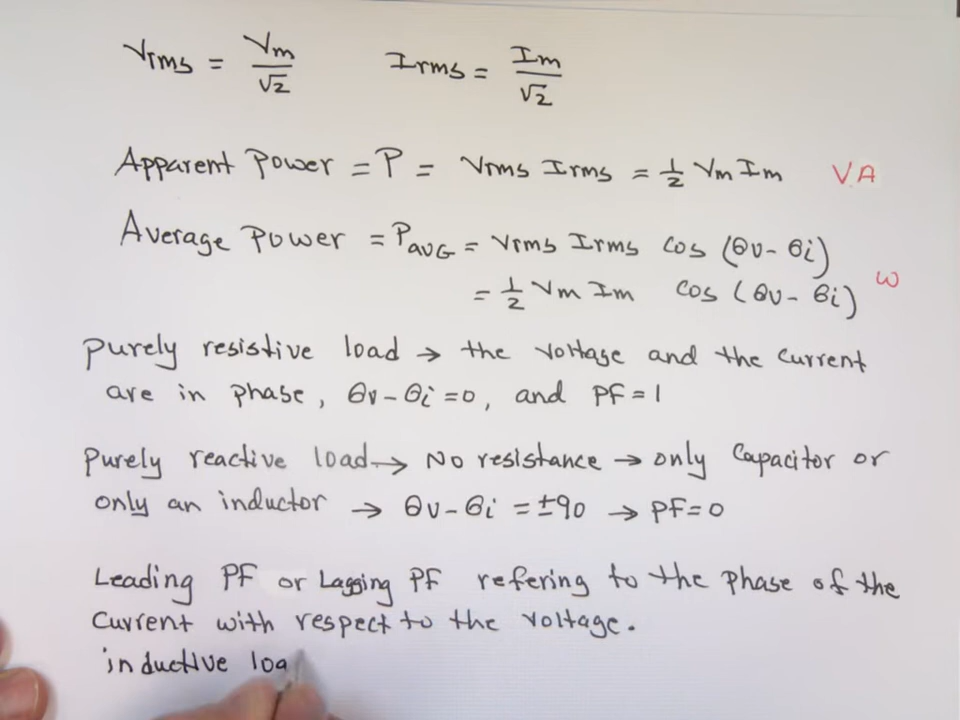 Vrms = Vm/√2 Irms = Im/√2
Apparent Power = P = Vrms Irms = 1/2 Vm Im VA
Average Power = PAVG = Vrms Irms cos (θv - θi)
= 1/2 Vm Im cos (θv - θi) W
Purely resistive load → the voltage and the current
are in phase, θv - θi = 0, and PF = 1
Purely reactive load → No resistance → only Capacitor or
only an inductor → θv - θi = ±90 → PF = 0
Leading PF or Lagging PF refering to the phase of the
Current with respect to the voltage.
inductive loa